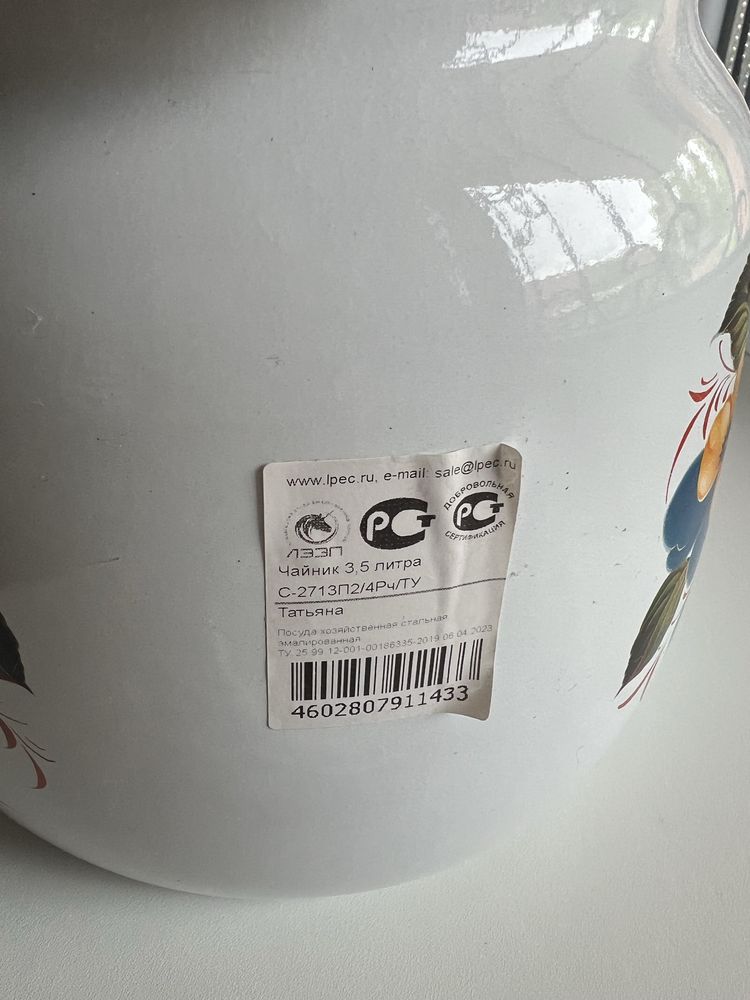 www.lpec.ru, e-mail: sale@lpec.ru
ЛЭЗП
РСТ
ДОБРОВОЛЬНАЯ
РСТ
СЕРТИФИКАЦИЯ
Чайник 3,5 литра
С-2713П2/4Рч/ТУ
Татьяна
Посуда хозяйственная стальная
эмалированная
ТУ 25.99.12-001-00186335-2019 06.04.2023
4602807911433